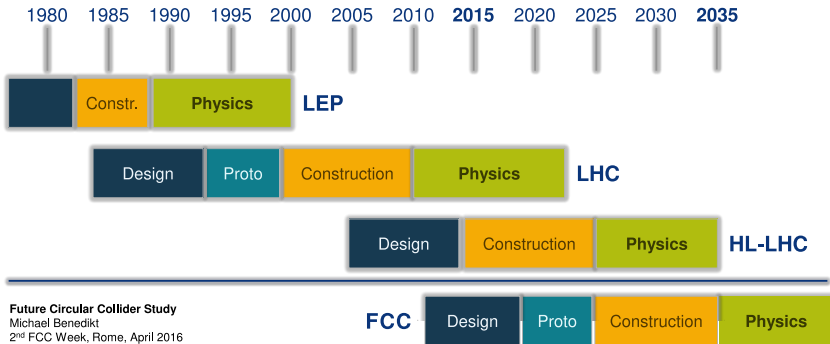 1980 1985 1990 1995 2000 2005 2010 2015 2020 2025 2030 2035
Constr. Physics LEP
Design Proto Construction Physics LHC
Design Construction Physics HL-LHC
FCC Design Proto Construction Physics
Future Circular Collider Study
Michael Benedikt
2nd FCC Week, Rome, April 2016